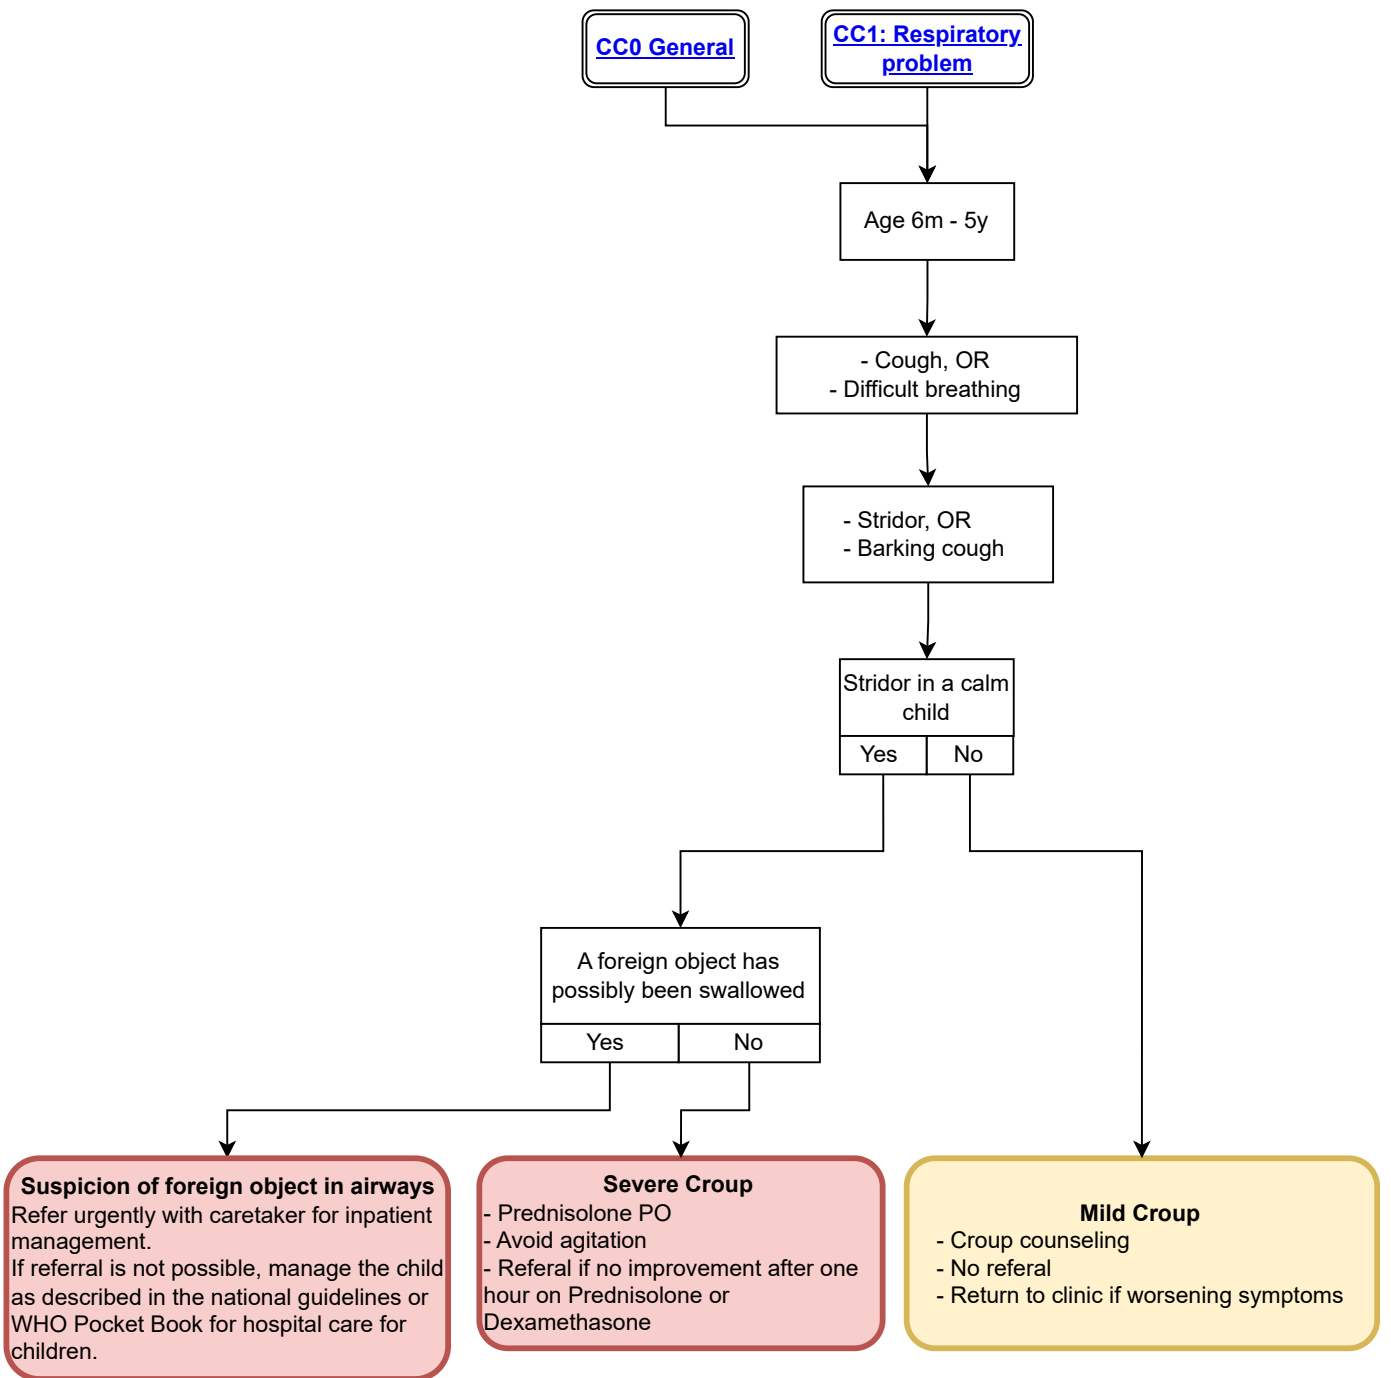 CC0 General
CC1: Respiratory
problem
Age 6m - 5y
- Cough, OR
- Difficult breathing
- Stridor, OR
- Barking cough
Stridor in a calm
child
Yes
No
A foreign object has
possibly been swallowed
Yes
No
Suspicion of foreign object in airways
Refer urgently with caretaker for inpatient
management.
If referral is not possible, manage the child
as described in the national guidelines or
WHO Pocket Book for hospital care for
children.
Severe Croup
- Prednisolone PO
- Avoid agitation
- Referal if no improvement after one
hour on Prednisolone or
Dexamethasone
Mild Croup
- Croup counseling
- No referal
- Return to clinic if worsening symptoms